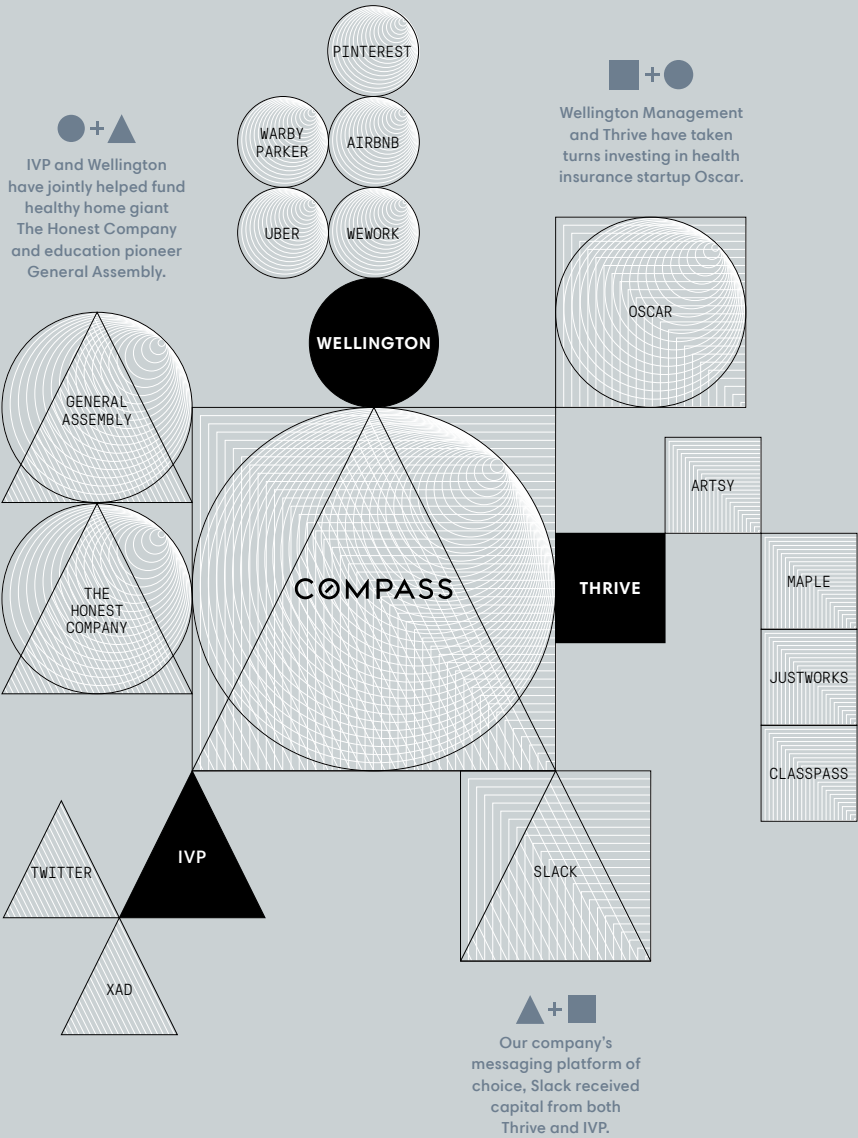 PINTEREST
WARBY
PARKER
AIRBNB
UBER
WEWORK
WELLINGTON
IVP and Wellington
have jointly helped fund
healthy home giant
The Honest Company
and education pioneer
General Assembly.
Wellington Management
and Thrive have taken
turns investing in health
insurance startup Oscar.
OSCAR
GENERAL
ASSEMBLY
THE
HONEST
COMPANY
COMPASS
THRIVE
ARTSY
MAPLE
JUSTWORKS
CLASSPASS
IVP
TWITTER
XAD
SLACK
Our company's
messaging platform of
choice, Slack received
capital from both
Thrive and IVP.